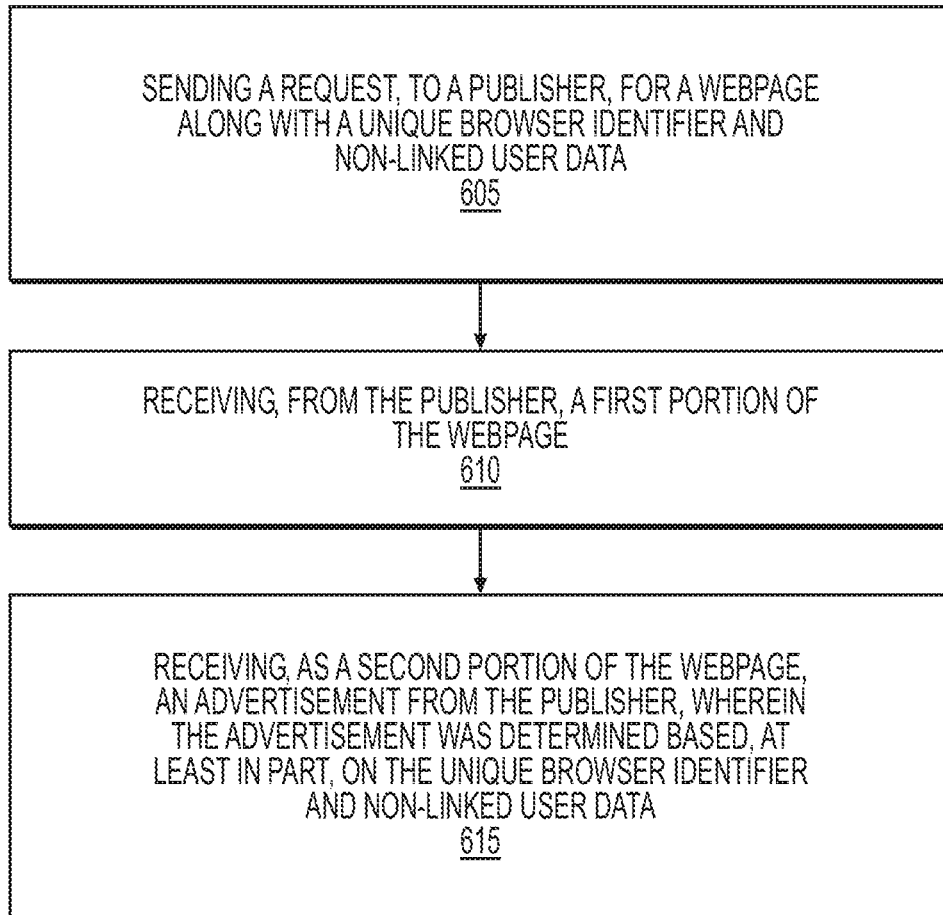 SENDING A REQUEST, TO A PUBLISHER, FOR A WEBPAGE
ALONG WITH A UNIQUE BROWSER IDENTIFIER AND
NON-LINKED USER DATA
605
RECEIVING, FROM THE PUBLISHER, A FIRST PORTION OF
THE WEBPAGE
610
RECEIVING, AS A SECOND PORTION OF THE WEBPAGE,
AN ADVERTISEMENT FROM THE PUBLISHER, WHEREIN
THE ADVERTISEMENT WAS DETERMINED BASED, AT
LEAST IN PART, ON THE UNIQUE BROWSER IDENTIFIER
AND NON-LINKED USER DATA
615